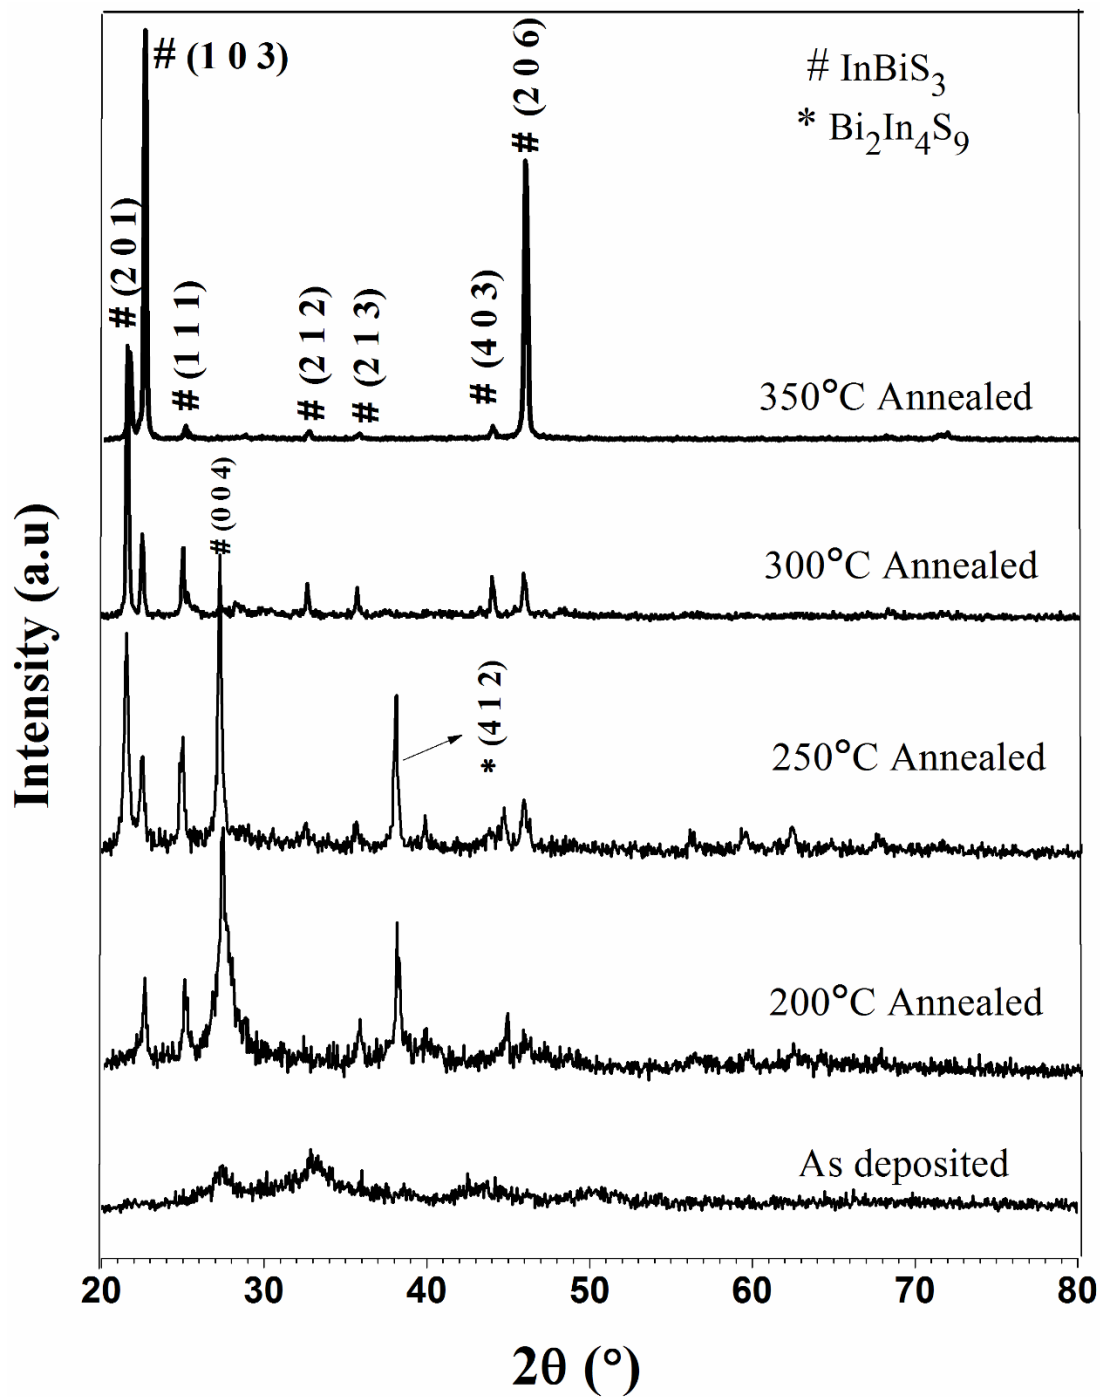 # (1 0 3)
# (2 0 6)
# InBiS3
* Bi2In4S9
# (2 0 1)
# (1 1 1)
# (2 1 2)
# (2 1 3)
# (4 0 3)
350°C Annealed
# (0 0 4)
300°C Annealed
* (4 1 2)
250°C Annealed
200°C Annealed
As deposited
Intensity (a.u)
20 30 40 50 60 70 80
2θ (°)